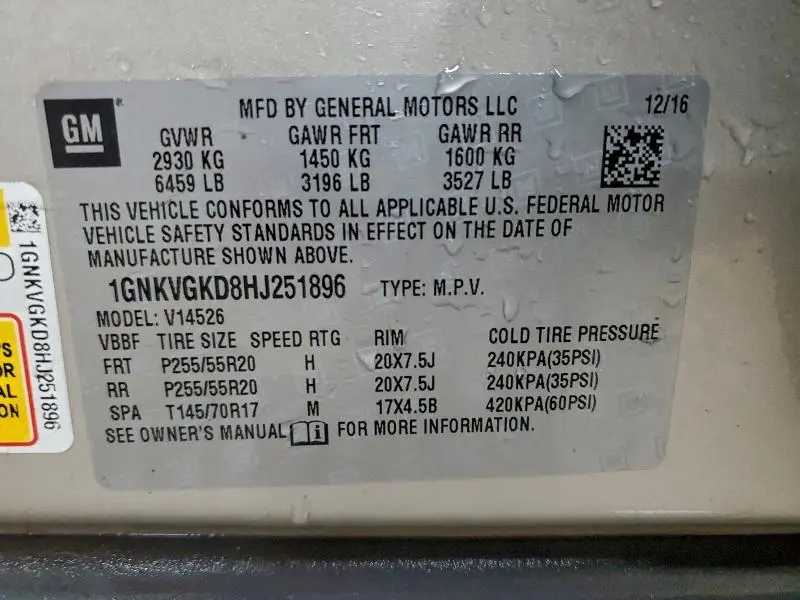 GM
MFD BY GENERAL MOTORS LLC 12/16
GVWR GAWR FRT GAWR RR
2930 KG 1450 KG 1600 KG
6459 LB 3196 LB 3527 LB
THIS VEHICLE CONFORMS TO ALL APPLICABLE U.S. FEDERAL MOTOR
VEHICLE SAFETY STANDARDS IN EFFECT ON THE DATE OF
MANUFACTURE SHOWN ABOVE.
1GNKVGKD8HJ251896 TYPE: M.P.V.
MODEL: V14526
VBBF TIRE SIZE SPEED RTG RIM COLD TIRE PRESSURE
FRT P255/55R20 H 20X7.5J 240KPA(35PSI)
RR P255/55R20 H 20X7.5J 240KPA(35PSI)
SPA T145/70R17 M 17X4.5B 420KPA(60PSI)
SEE OWNER'S MANUAL FOR MORE INFORMATION.
1GNKVGKD8HJ251896